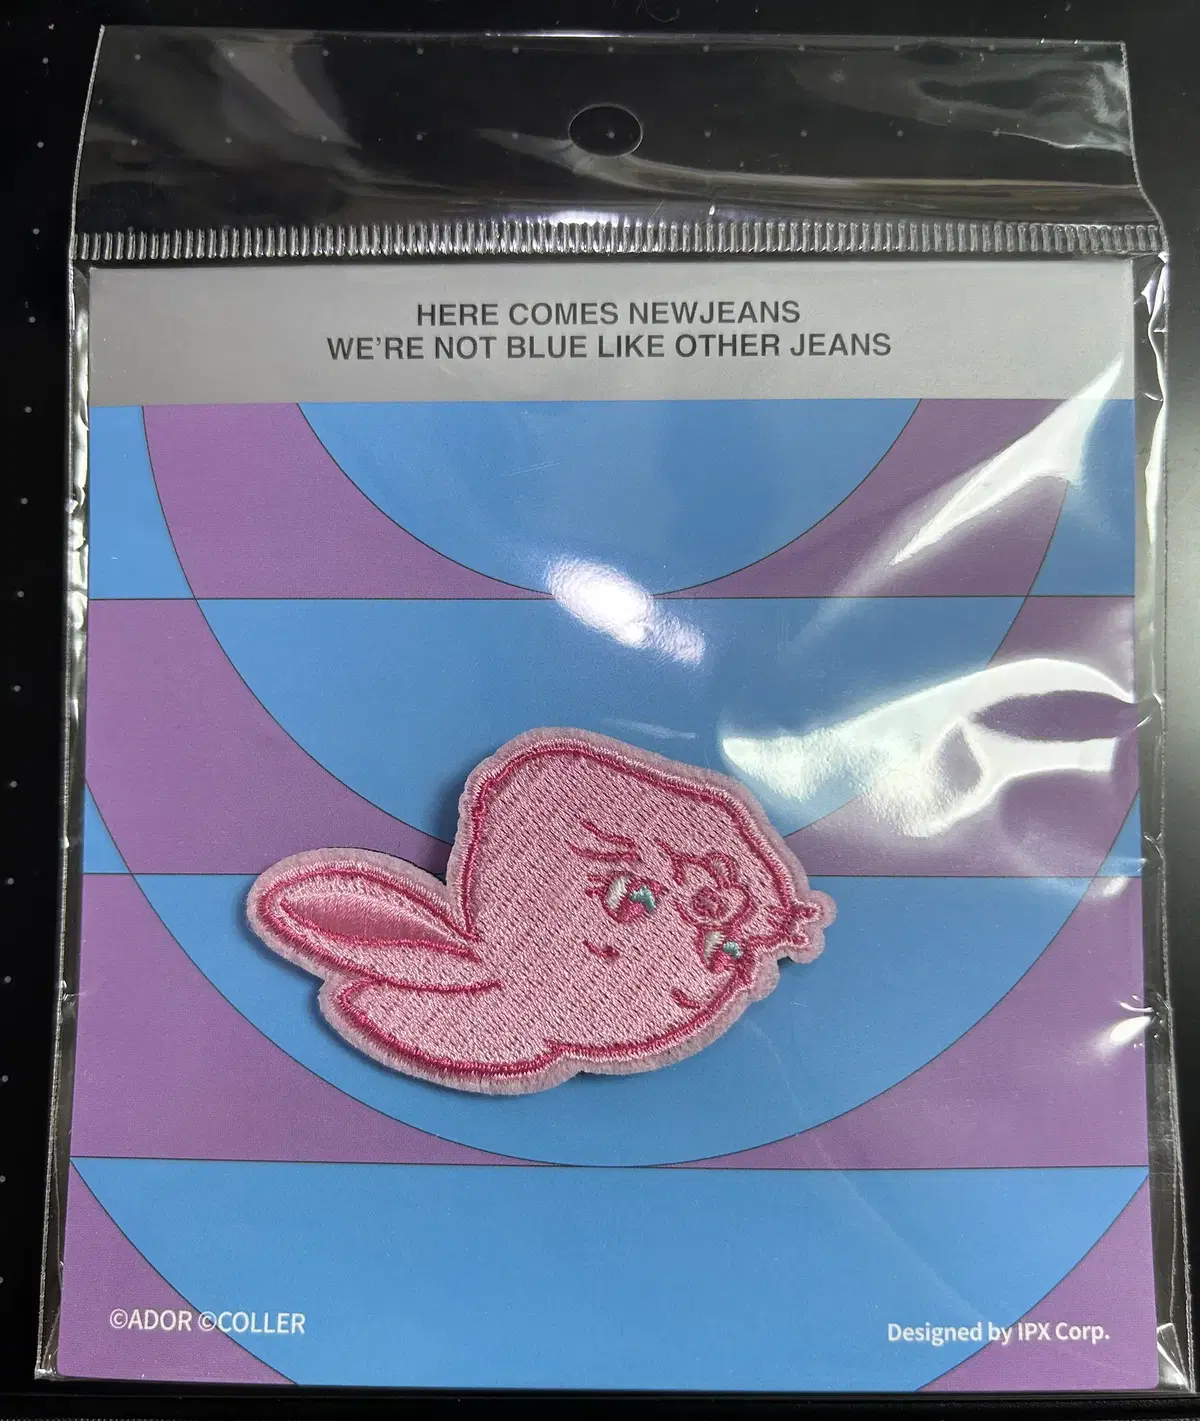 HERE COMES NEWJEANS
WE'RE NOT BLUE LIKE OTHER JEANS
©ADOR ©COLLER
Designed by IPX Corp.